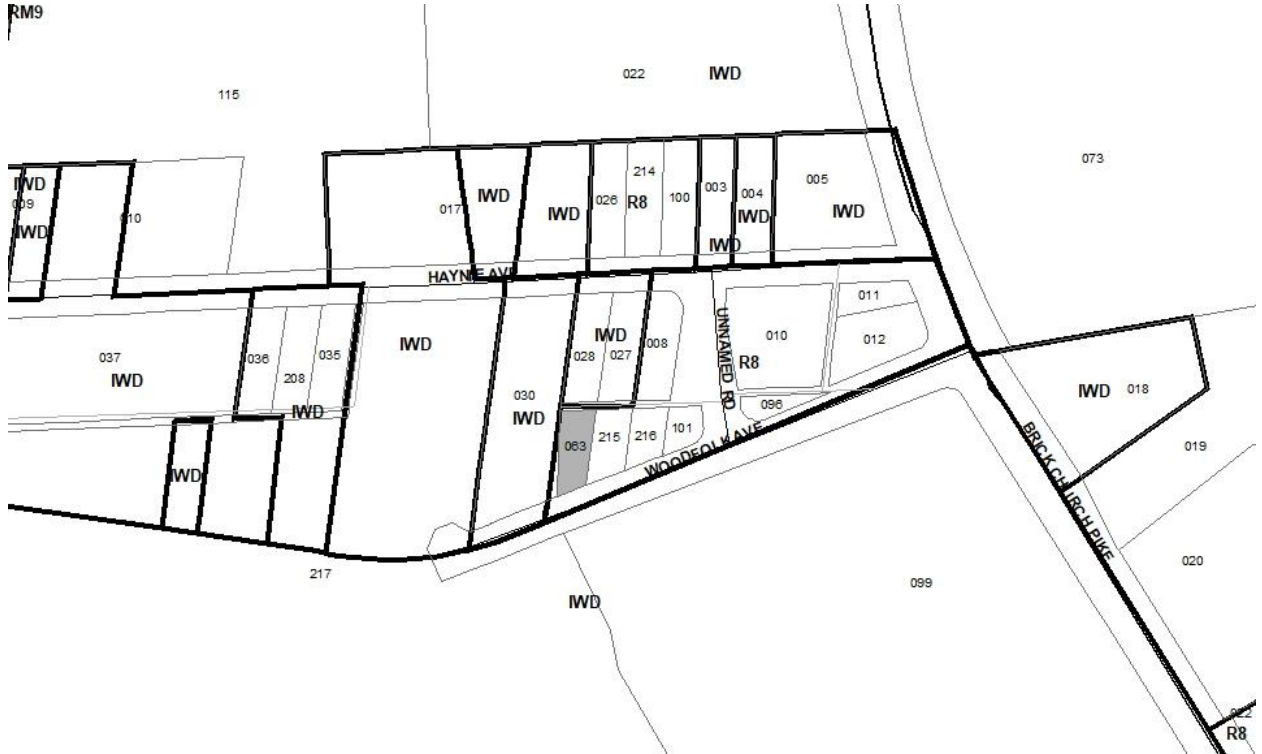 RM9
115
022
IWD
073
IWD
009
IWD
010
017
IWD
IWD
026
214
R8
100
003
004
IWD
IWD
005
IWD
HAYNIE AVE
037
IWD
036
208
035
IWD
IWD
030
IWD
028
IWD
027
008
UNNAMED RD
010
R8
011
012
096
063
215
216
101
WOODFOLK AVE
IWD
217
IWD
099
BRICK CHURCH PIKE
IWD
018
019
020
022
R8